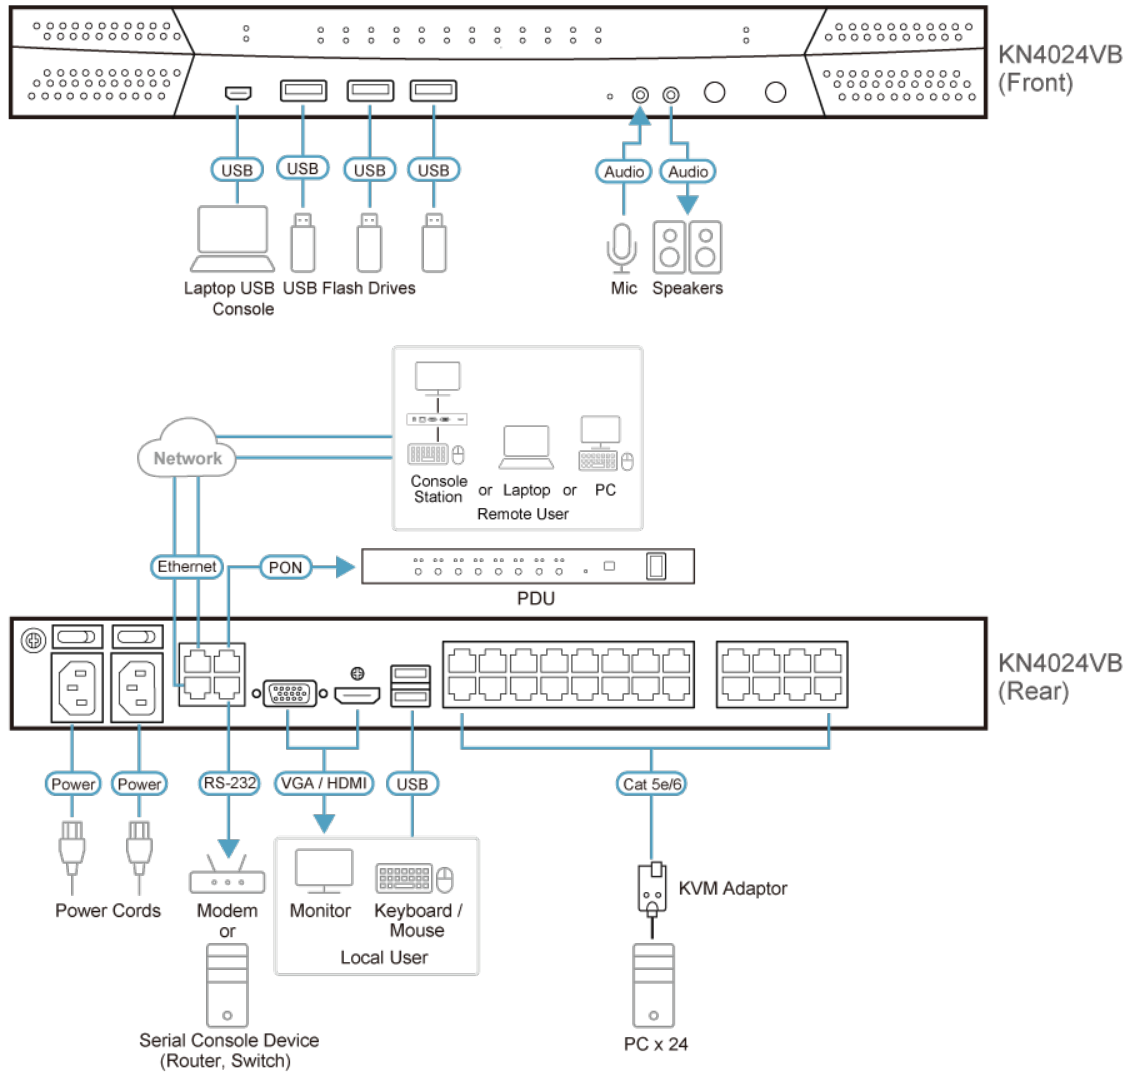 KN4024VB
(Front)
USB
USB
USB
USB
Audio
Audio
Laptop USB
Console
USB Flash Drives
Mic
Speakers
Network
Console
Station
or
Laptop
or
PC
Remote User
Ethernet
PON
PDU
KN4024VB
(Rear)
Power
Power
RS-232
VGA / HDMI
USB
Cat 5e/6
Power Cords
Modem
or
Monitor
Keyboard /
Mouse
Local User
KVM Adaptor
Serial Console Device
(Router, Switch)
PC x 24